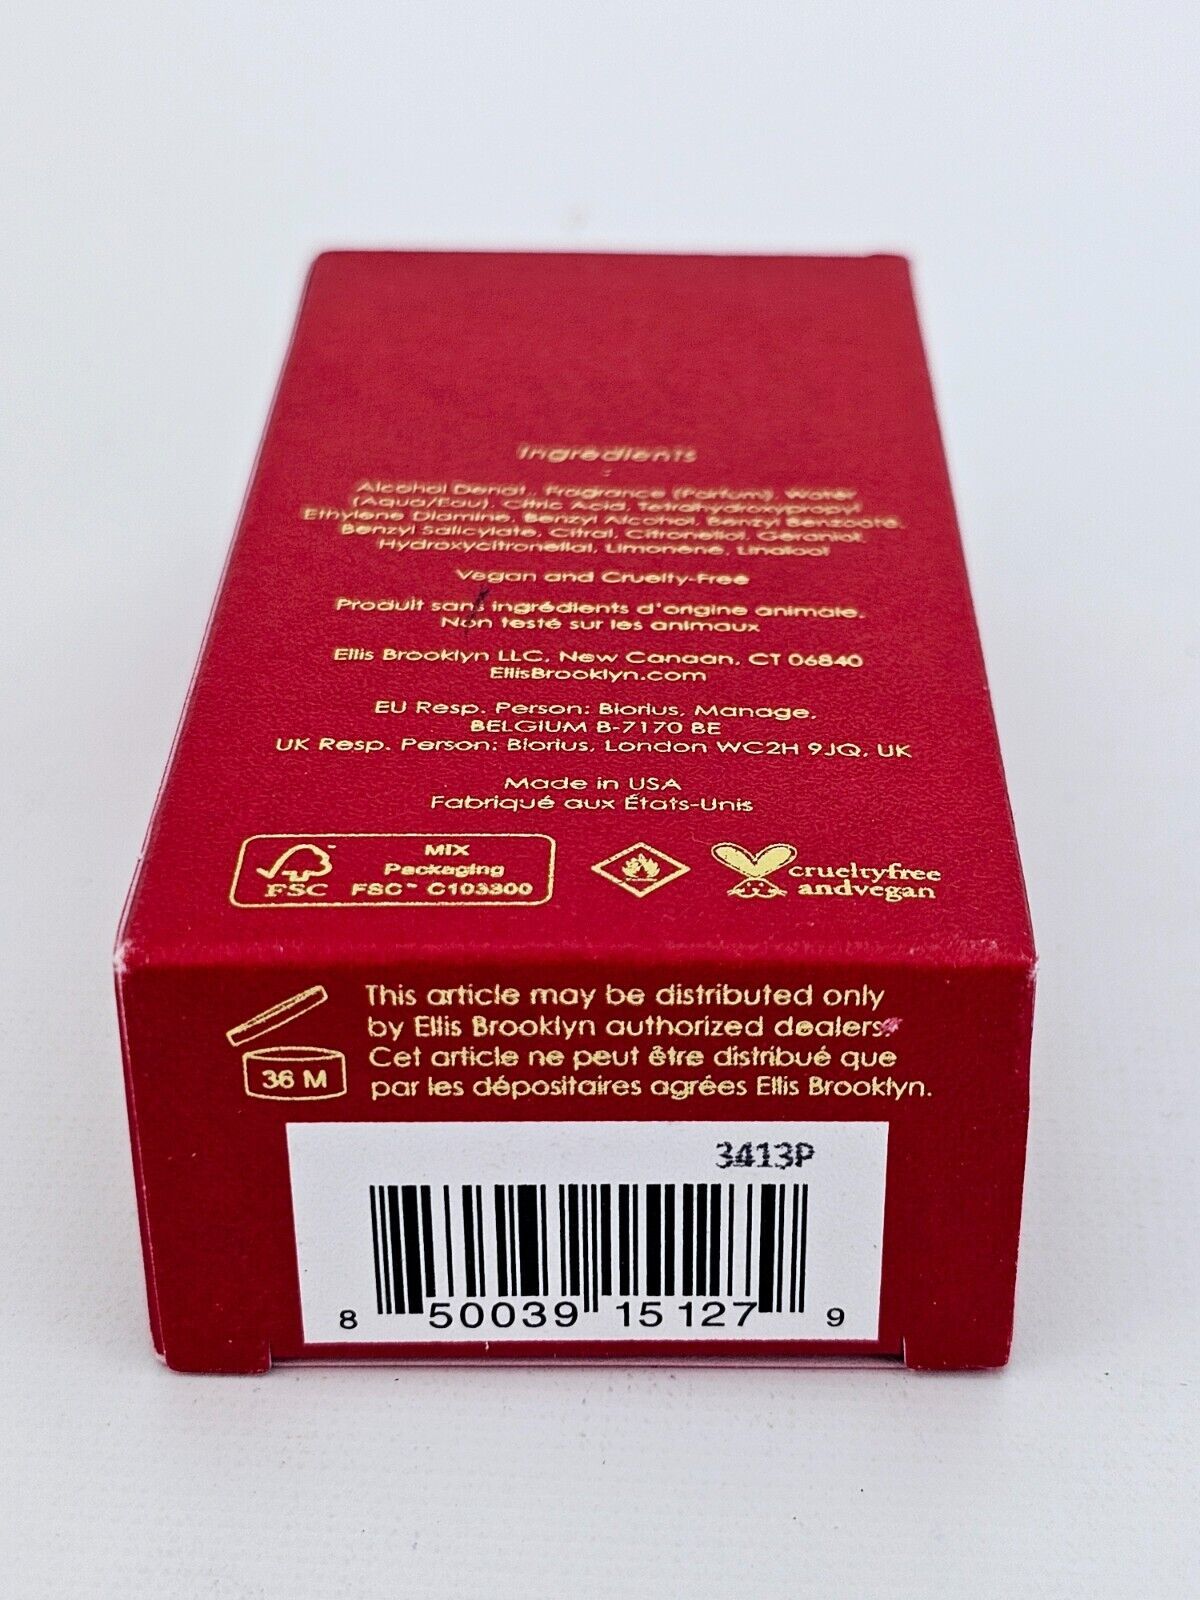 Ingredients
:
Alcohol Denat., Fragrance (Parfum), Water
(Aqua/Eau), Citric Acid, Tetrahydroxypropyl
Ethylene Diamine, Benzyl Alcohol, Benzyl Benzoate,
Benzyl Salicylate, Citral, Citronellol, Geraniol,
Hydroxycitronellal, Limonene, Linalool
Vegan and Cruelty-Free
Produit sans ingrédients d'origine animale.
Non testé sur les animaux
Ellis Brooklyn LLC, New Canaan, CT 06840
EllisBrooklyn.com
EU Resp. Person: Biorius, Manage,
BELGIUM B-7170 BE
UK Resp. Person: Biorius, London WC2H 9JQ, UK
Made in USA
Fabriqué aux États-Unis
FSC
MIX
Packaging
FSC™ C103800
crueltyfree
andvegan
36 M
This article may be distributed only
by Ellis Brooklyn authorized dealers.
Cet article ne peut être distribué que
par les dépositaires agrées Ellis Brooklyn.
3413P
8 50039 15127 9